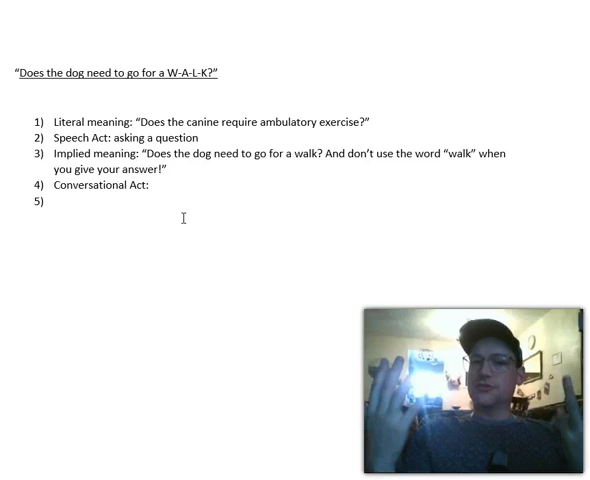 “Does the dog need to go for a W-A-L-K?”
1) Literal meaning: “Does the canine require ambulatory exercise?”
2) Speech Act: asking a question
3) Implied meaning: “Does the dog need to go for a walk? And don’t use the word “walk” when
you give your answer!”
4) Conversational Act:
5)